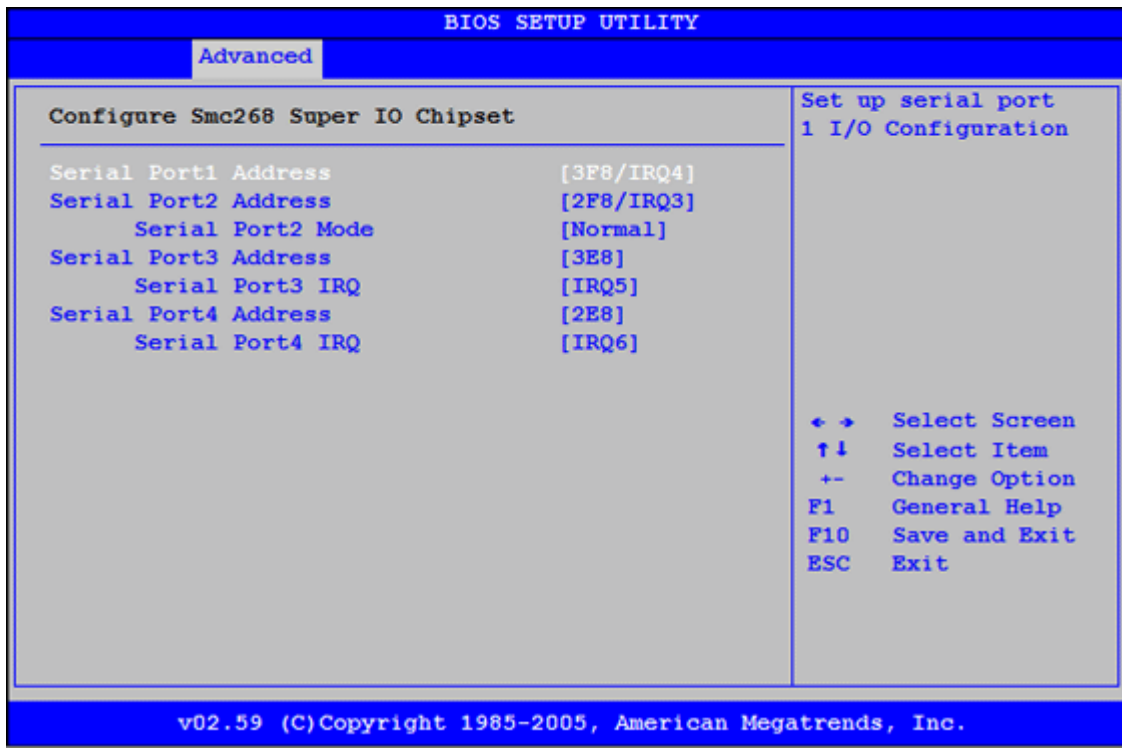 BIOS SETUP UTILITY
Advanced
Configure Smc268 Super IO Chipset
Serial Port1 Address [3F8/IRQ4]
Serial Port2 Address [2F8/IRQ3]
Serial Port2 Mode [Normal]
Serial Port3 Address [3E8]
Serial Port3 IRQ [IRQ5]
Serial Port4 Address [2E8]
Serial Port4 IRQ [IRQ6]
Set up serial port
1 I/O Configuration
← → Select Screen
↑↓ Select Item
+- Change Option
F1 General Help
F10 Save and Exit
ESC Exit
v02.59 (C)Copyright 1985-2005, American Megatrends, Inc.